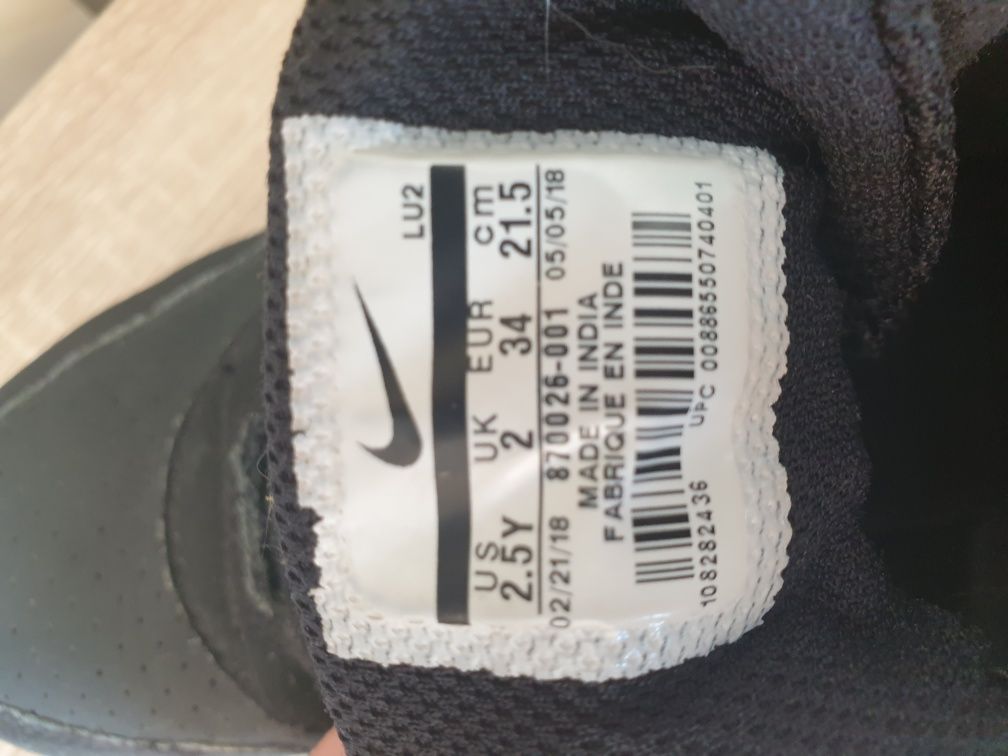 LU2
US UK EUR cm
2.5Y 2 34 21.5
02/21/18 870026-001 05/05/18
MADE IN INDIA
FABRIQUE EN INDE
108282436 UPC 00886550740401